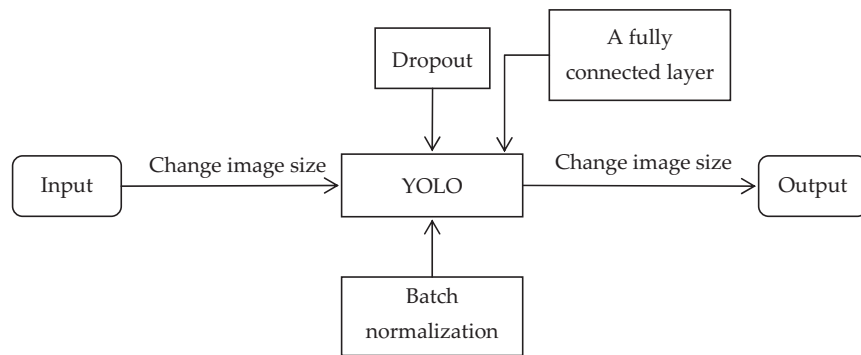 A fully
connected layer
Dropout
Change image size
Change image size
Input
YOLO
Output
Batch
normalization